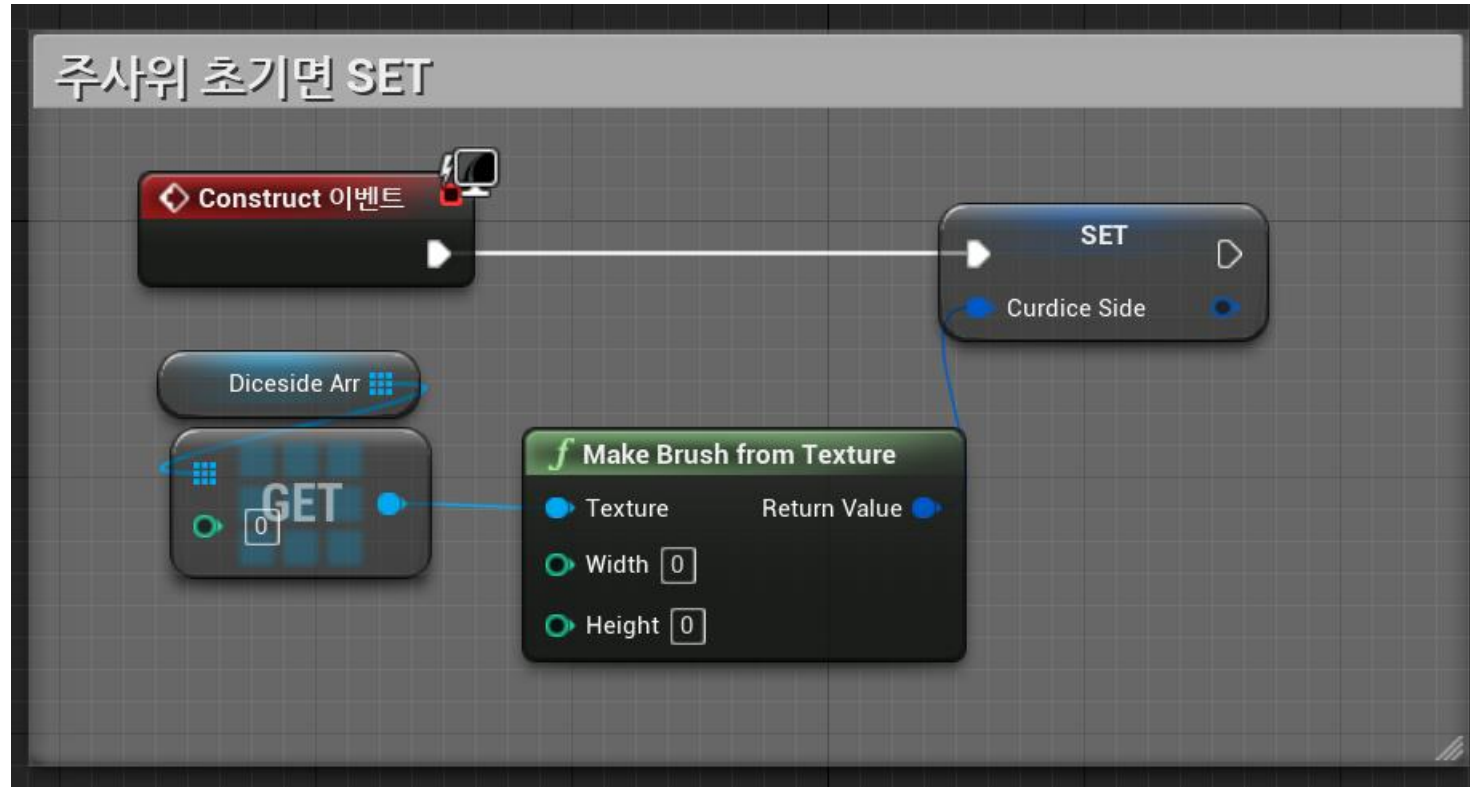 주사위 초기면 SET
Construct 이벤트
SET
Curdice Side
Diceside Arr
GET
0
Make Brush from Texture
Texture Return Value
Width 0
Height 0